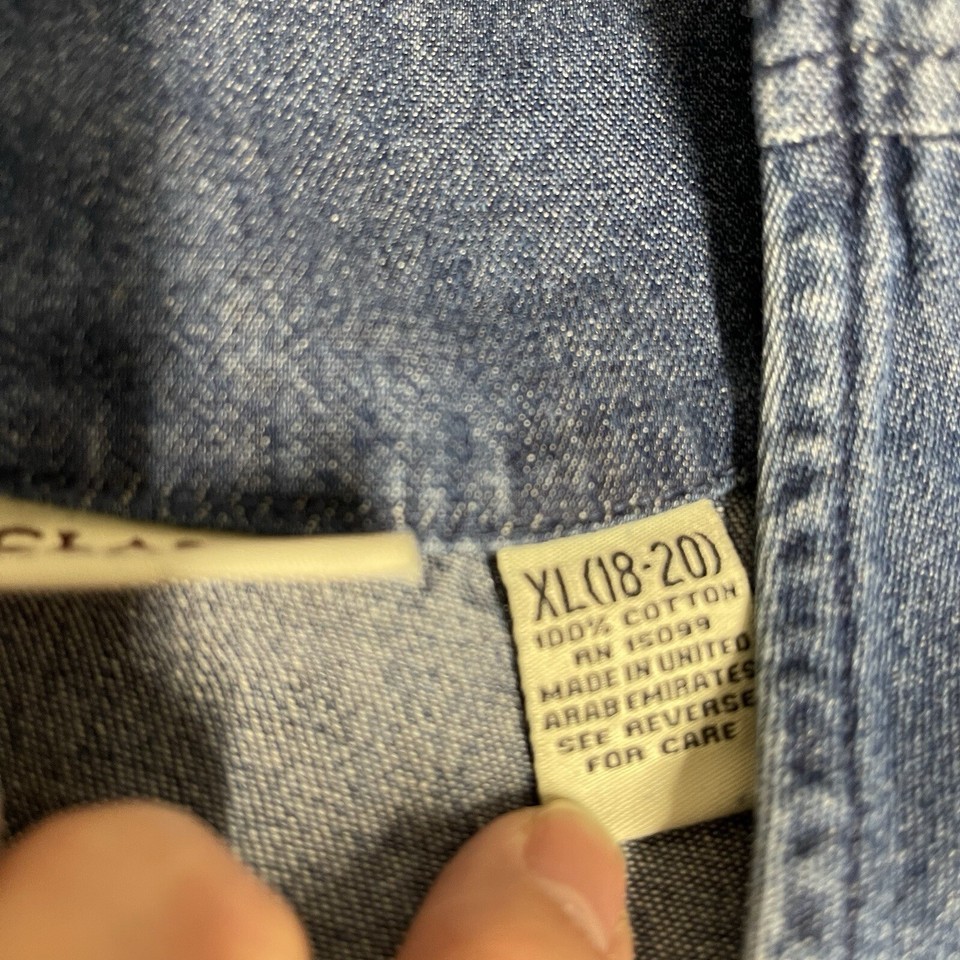 XL(18-20)
100% COTTON
RN 15099
MADE IN UNITED
ARAB EMIRATES
SEE REVERSE
FOR CARE